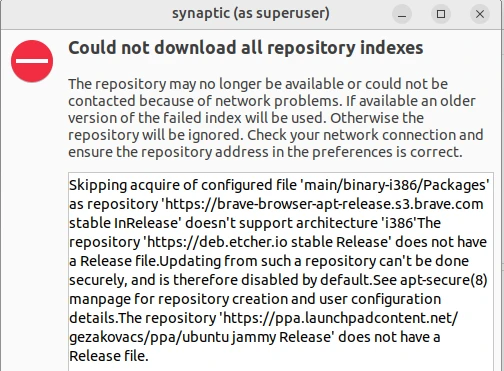 synaptic (as superuser)
Could not download all repository indexes
The repository may no longer be available or could not be
contacted because of network problems. If available an older
version of the failed index will be used. Otherwise the
repository will be ignored. Check your network connection and
ensure the repository address in the preferences is correct.
Skipping acquire of configured file 'main/binary-i386/Packages'
as repository 'https://brave-browser-apt-release.s3.brave.com
stable InRelease' doesn't support architecture 'i386'The
repository 'https://deb.etcher.io stable Release' does not have
a Release file.Updating from such a repository can't be done
securely, and is therefore disabled by default.See apt-secure(8)
manpage for repository creation and user configuration
details.The repository 'https://ppa.launchpadcontent.net/
gezakovacs/ppa/ubuntu jammy Release' does not have a
Release file.